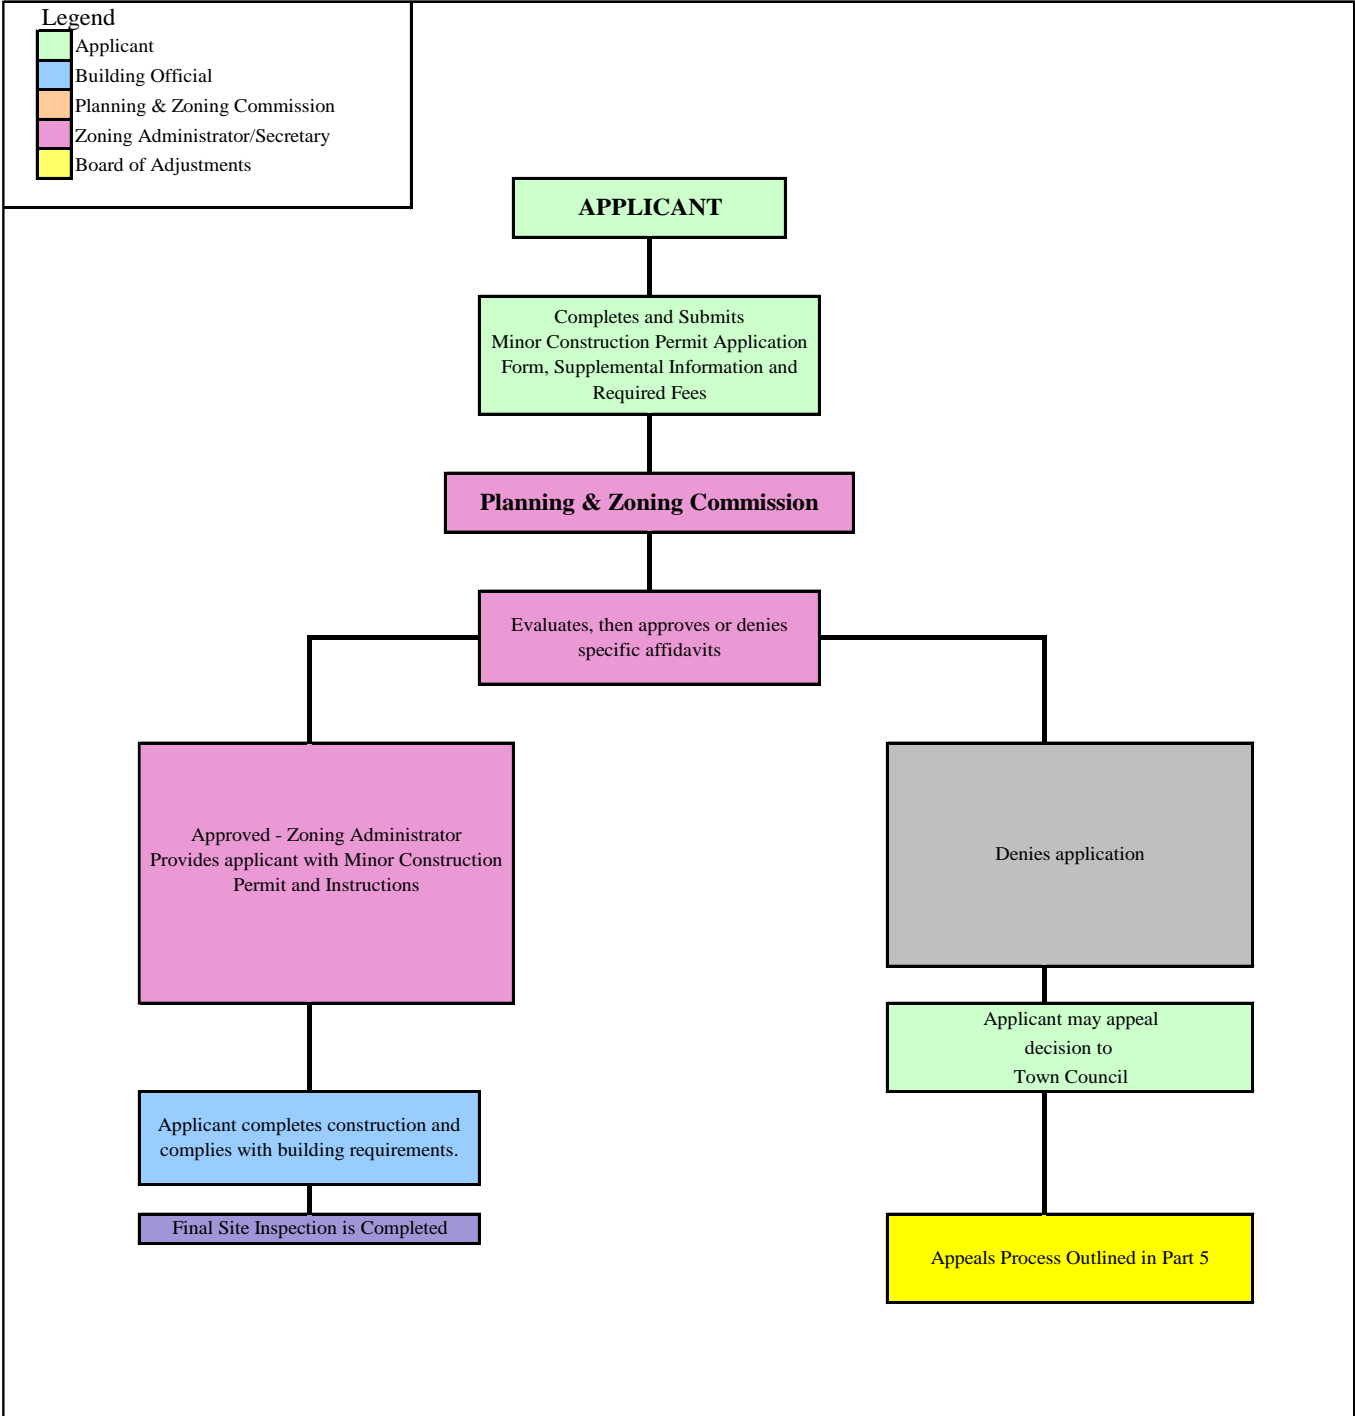 Legend
Applicant
Building Official
Planning & Zoning Commission
Zoning Administrator/Secretary
Board of Adjustments
APPLICANT
Completes and Submits
Minor Construction Permit Application
Form, Supplemental Information and
Required Fees
Planning & Zoning Commission
Evaluates, then approves or denies
specific affidavits
Approved - Zoning Administrator
Provides applicant with Minor Construction
Permit and Instructions
Denies application
Applicant may appeal
decision to
Town Council
Applicant completes construction and
complies with building requirements.
Final Site Inspection is Completed
Appeals Process Outlined in Part 5